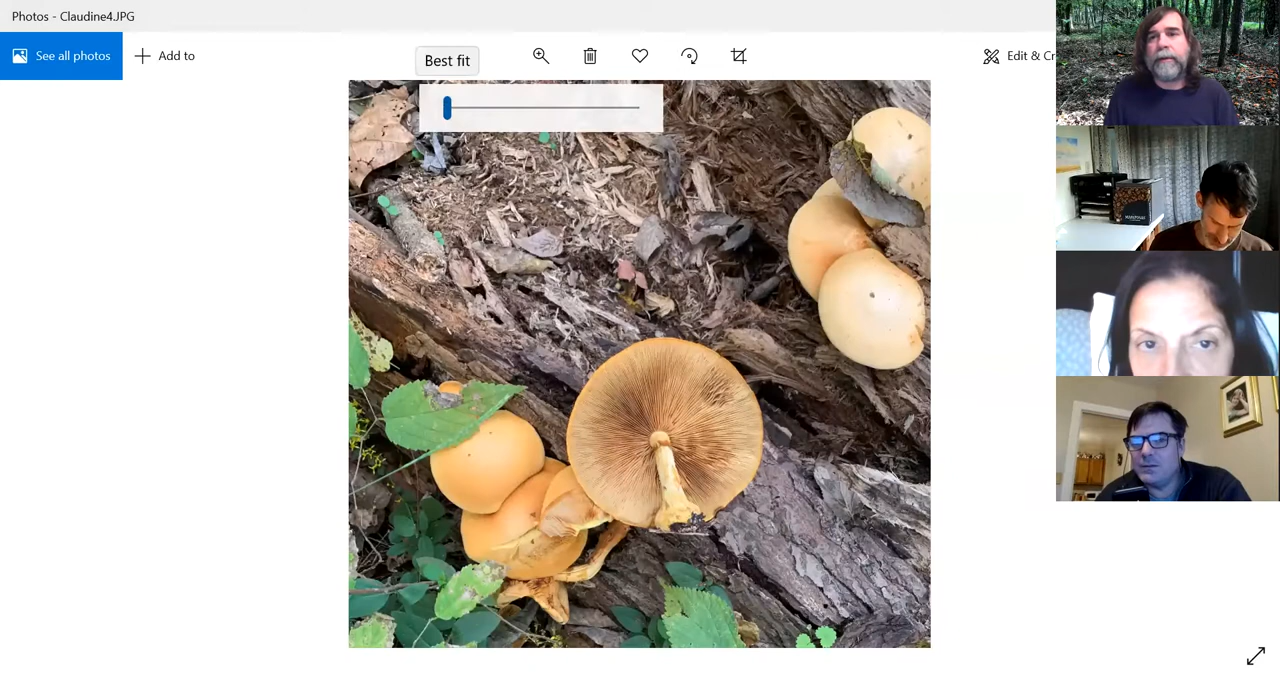 Photos - Claudine4.JPG
See all photos
Add to
Best fit
Edit & Cr